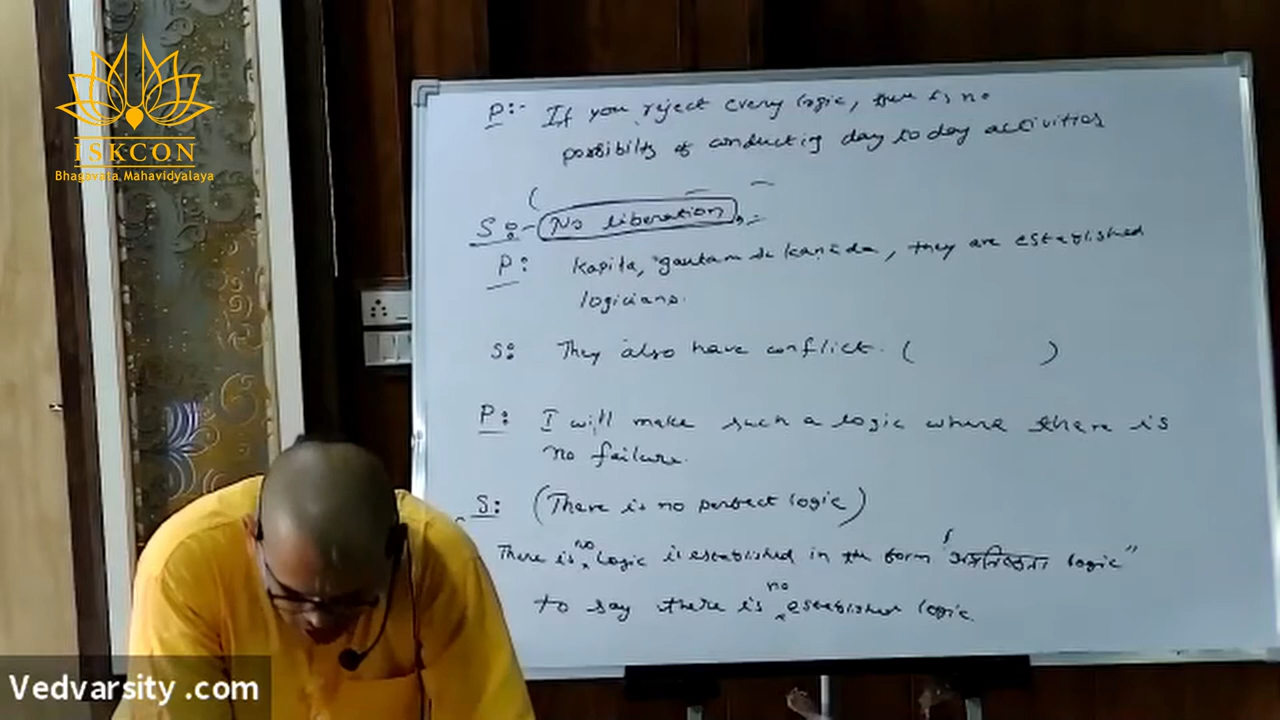 ISKCON
Bhagavata Mahavidyalaya
P:- If you reject every logic, there is no
possibilty of conducting day to day activities
S:- No liberation
P: Kapila, gautam & kanada, they are established
logicians.
S: They also have conflict. ( )
P: I will make such a logic where there is
no failure.
S: (There is no perfect logic)
There is no logic is established in the form " logic"
to say there is no established logic.
Vedvarsity .com